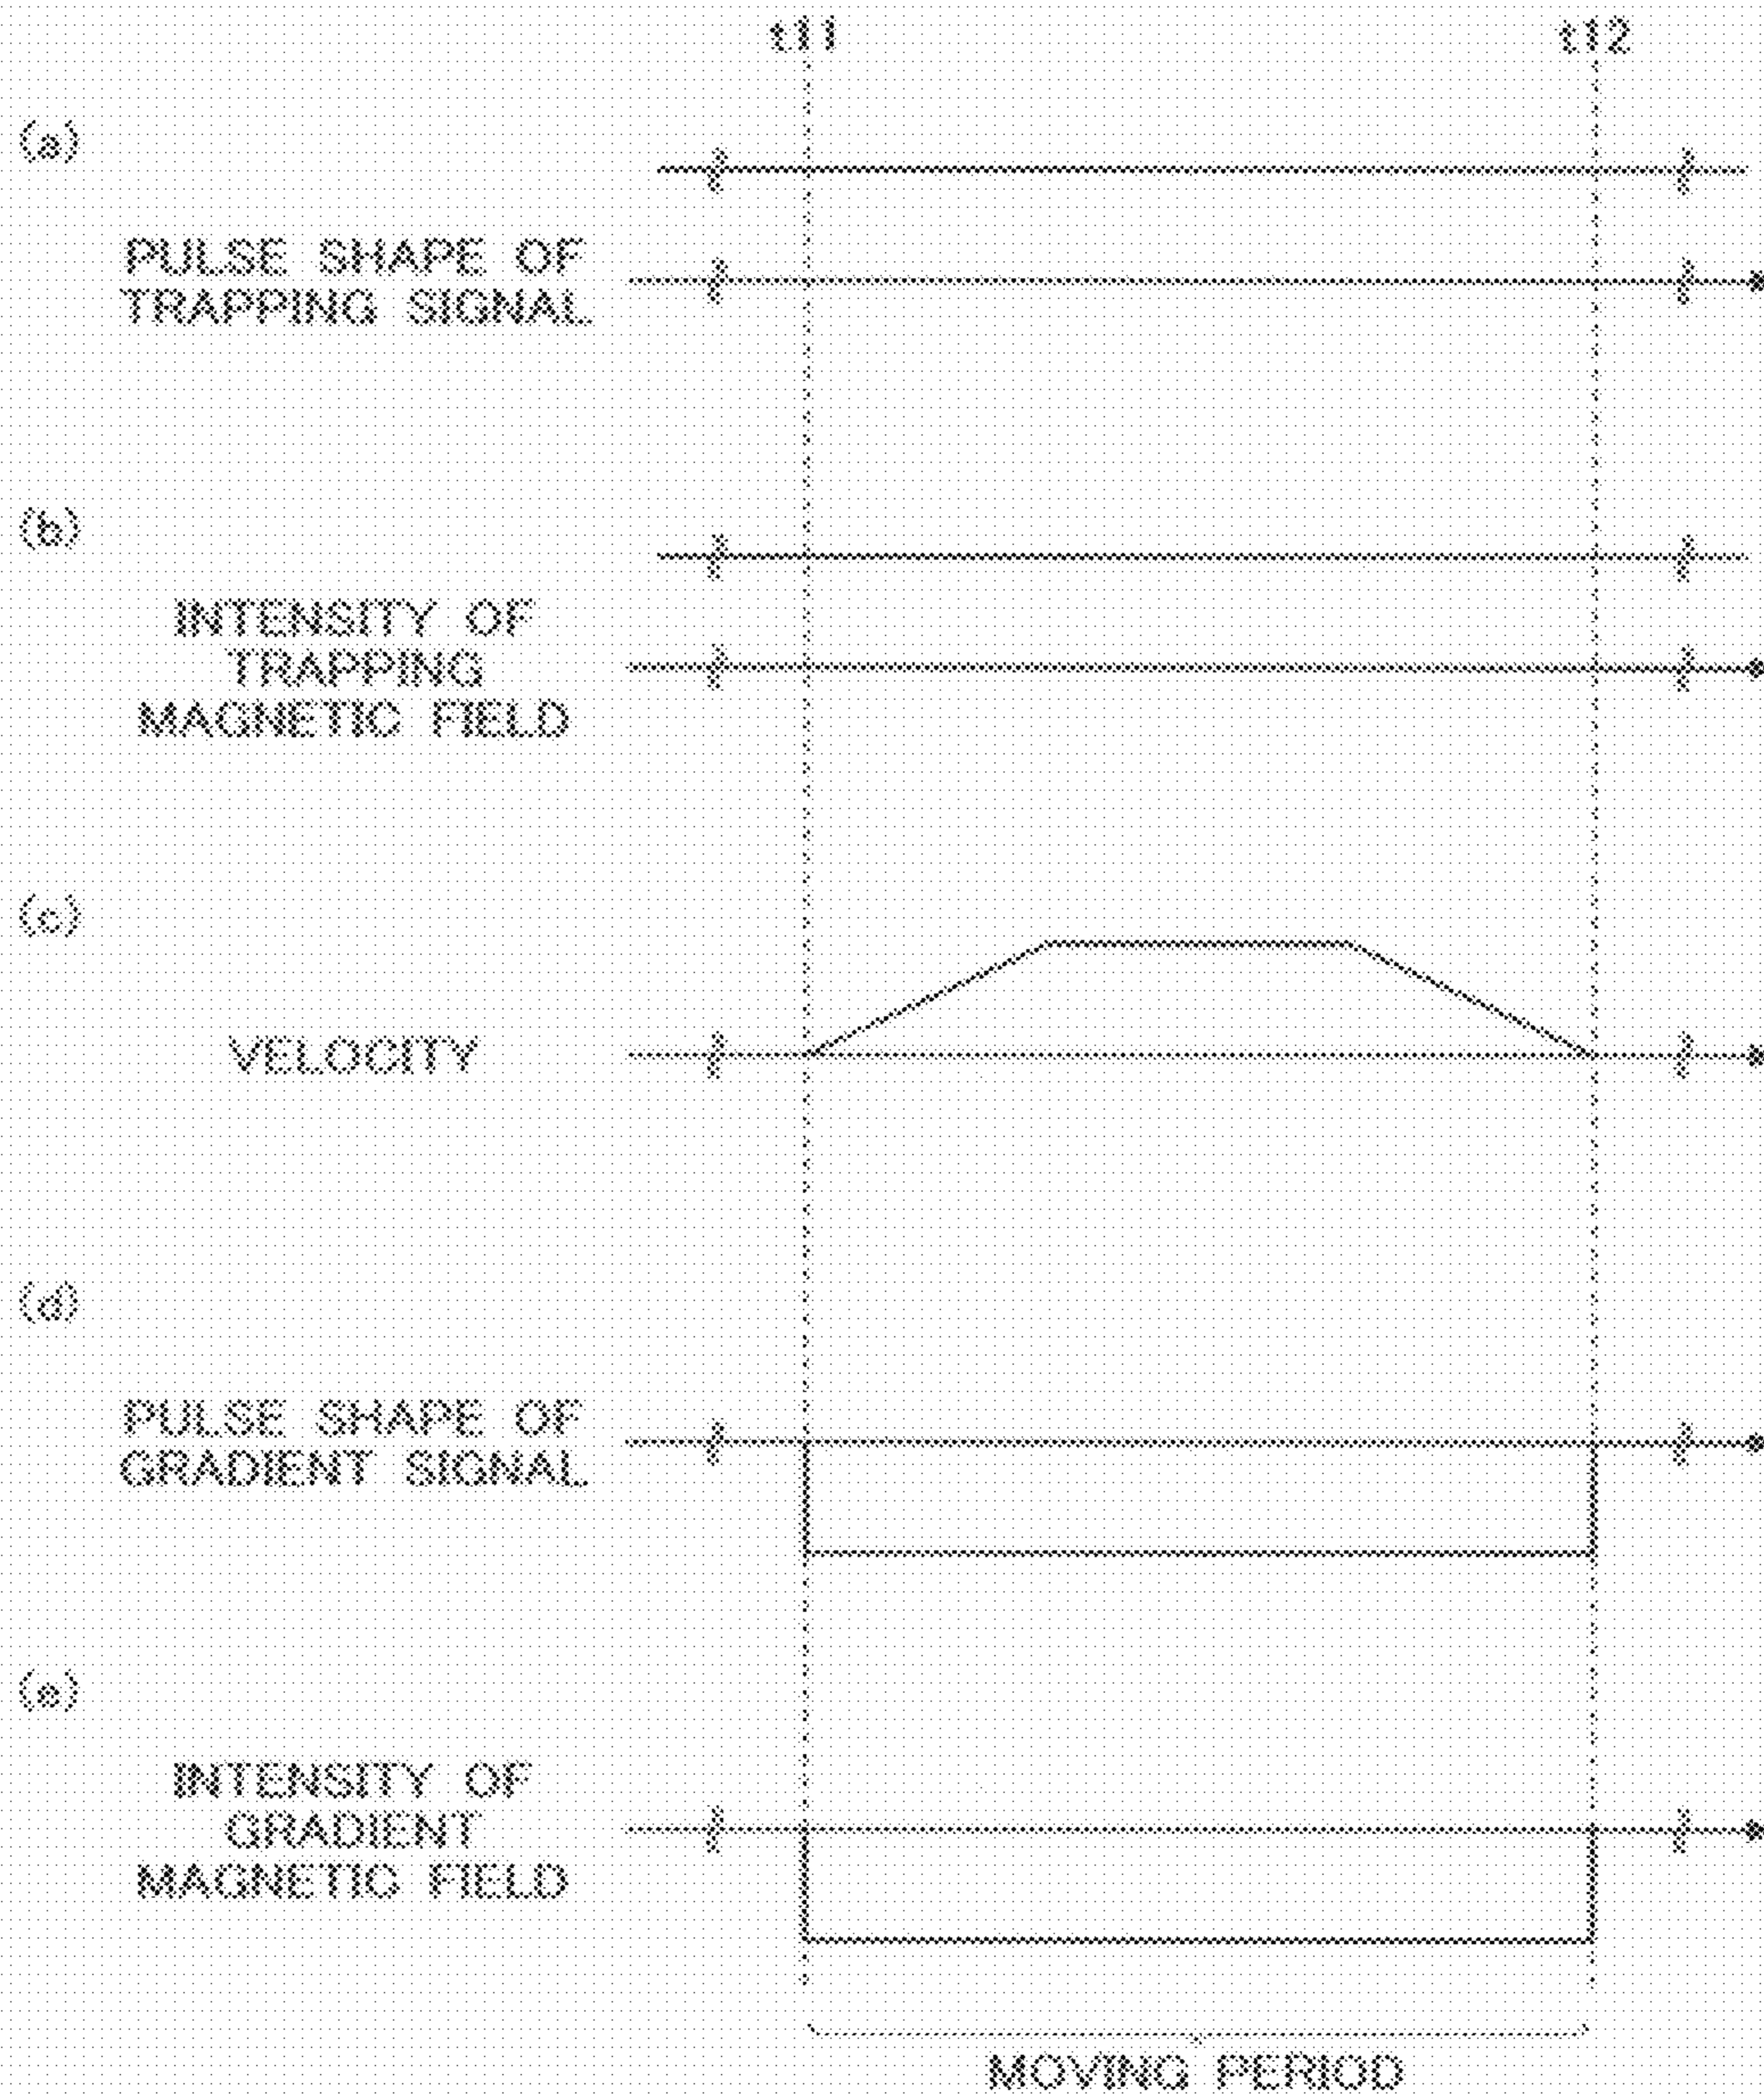 t11
t12
(a)
PULSE SHAPE OF
TRAPPING SIGNAL
(b)
INTENSITY OF
TRAPPING
MAGNETIC FIELD
(c)
VELOCITY
(d)
PULSE SHAPE OF
GRADIENT SIGNAL
(e)
INTENSITY OF
GRADIENT
MAGNETIC FIELD
MOVING PERIOD